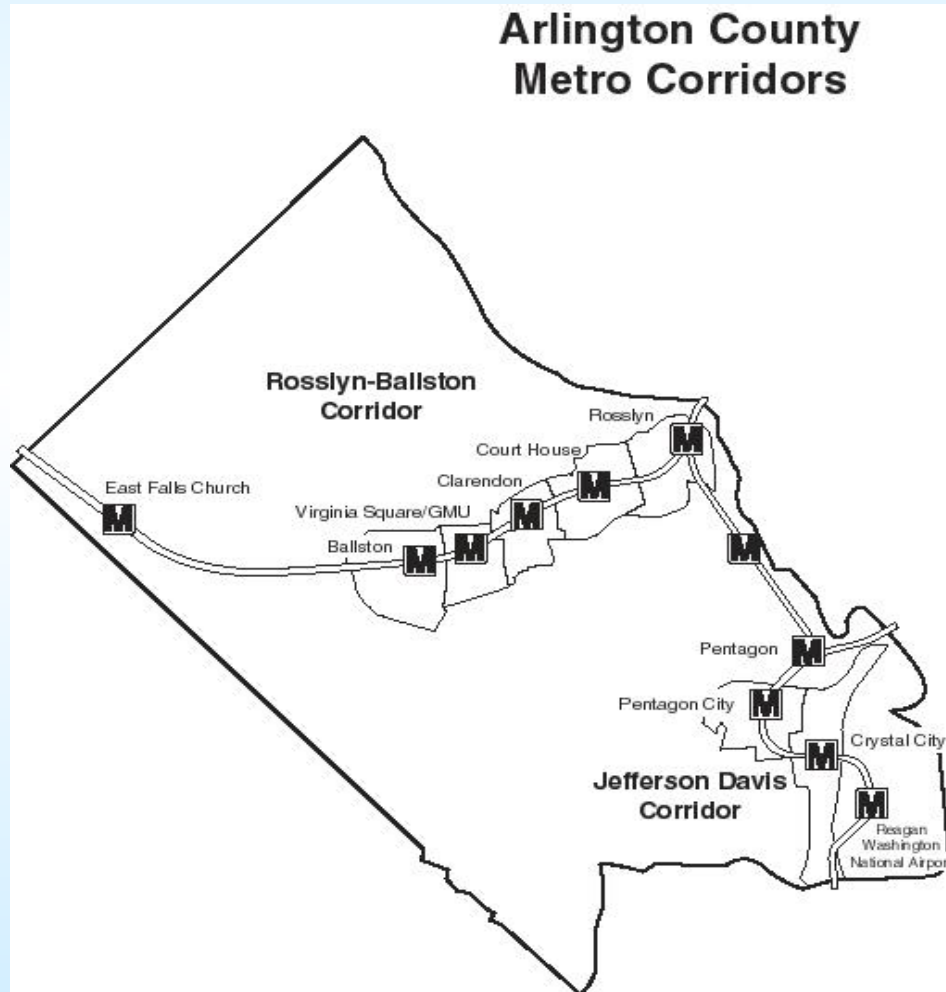 Arlington County
Metro Corridors
Rosslyn-Ballston
Corridor
Rosslyn
Court House
Clarendon
East Falls Church
Virginia Square/GMU
Ballston
M
M
M
M
M
M
M
Pentagon
M
Pentagon City
M
Crystal City
M
Jefferson Davis
Corridor
M
Reagan
Washington
National Airport